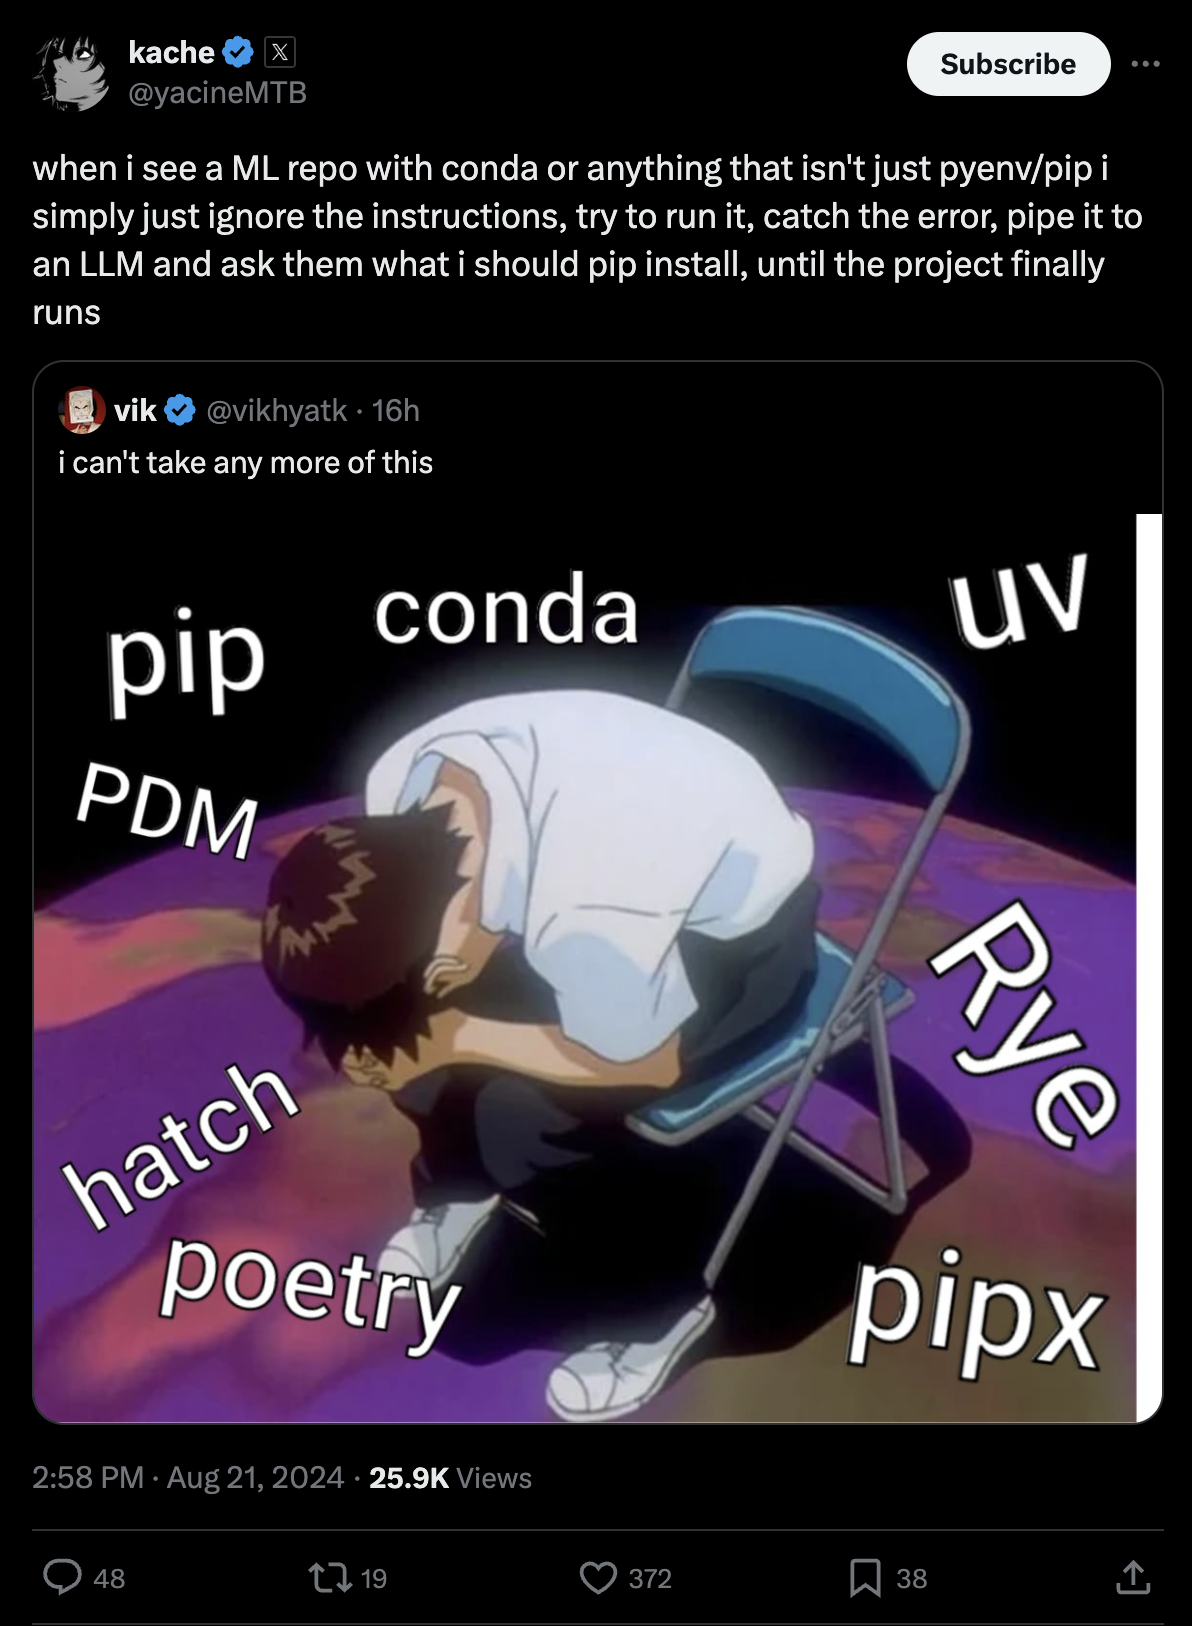 kache
Subscribe
@yacineMTB
when i see a ML repo with conda or anything that isn't just pyenv/pip i
simply just ignore the instructions, try to run it, catch the error, pipe it to
an LLM and ask them what i should pip install, until the project finally
runs
vik @vikhyatk · 16h
i can't take any more of this
pip
conda
uv
PDM
Rye
hatch
poetry
pipx
2:58 PM · Aug 21, 2024 · 25.9K Views
48 19 372 38